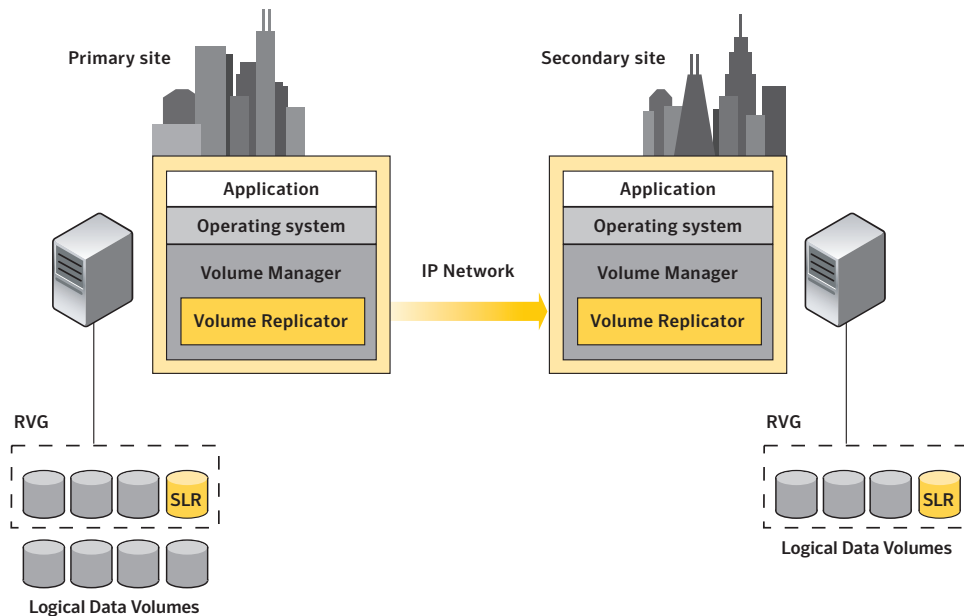 Primary site
Secondary site
Application
Operating system
Volume Manager
Volume Replicator
IP Network
Application
Operating system
Volume Manager
Volume Replicator
RVG
SLR
Logical Data Volumes
RVG
SLR
Logical Data Volumes